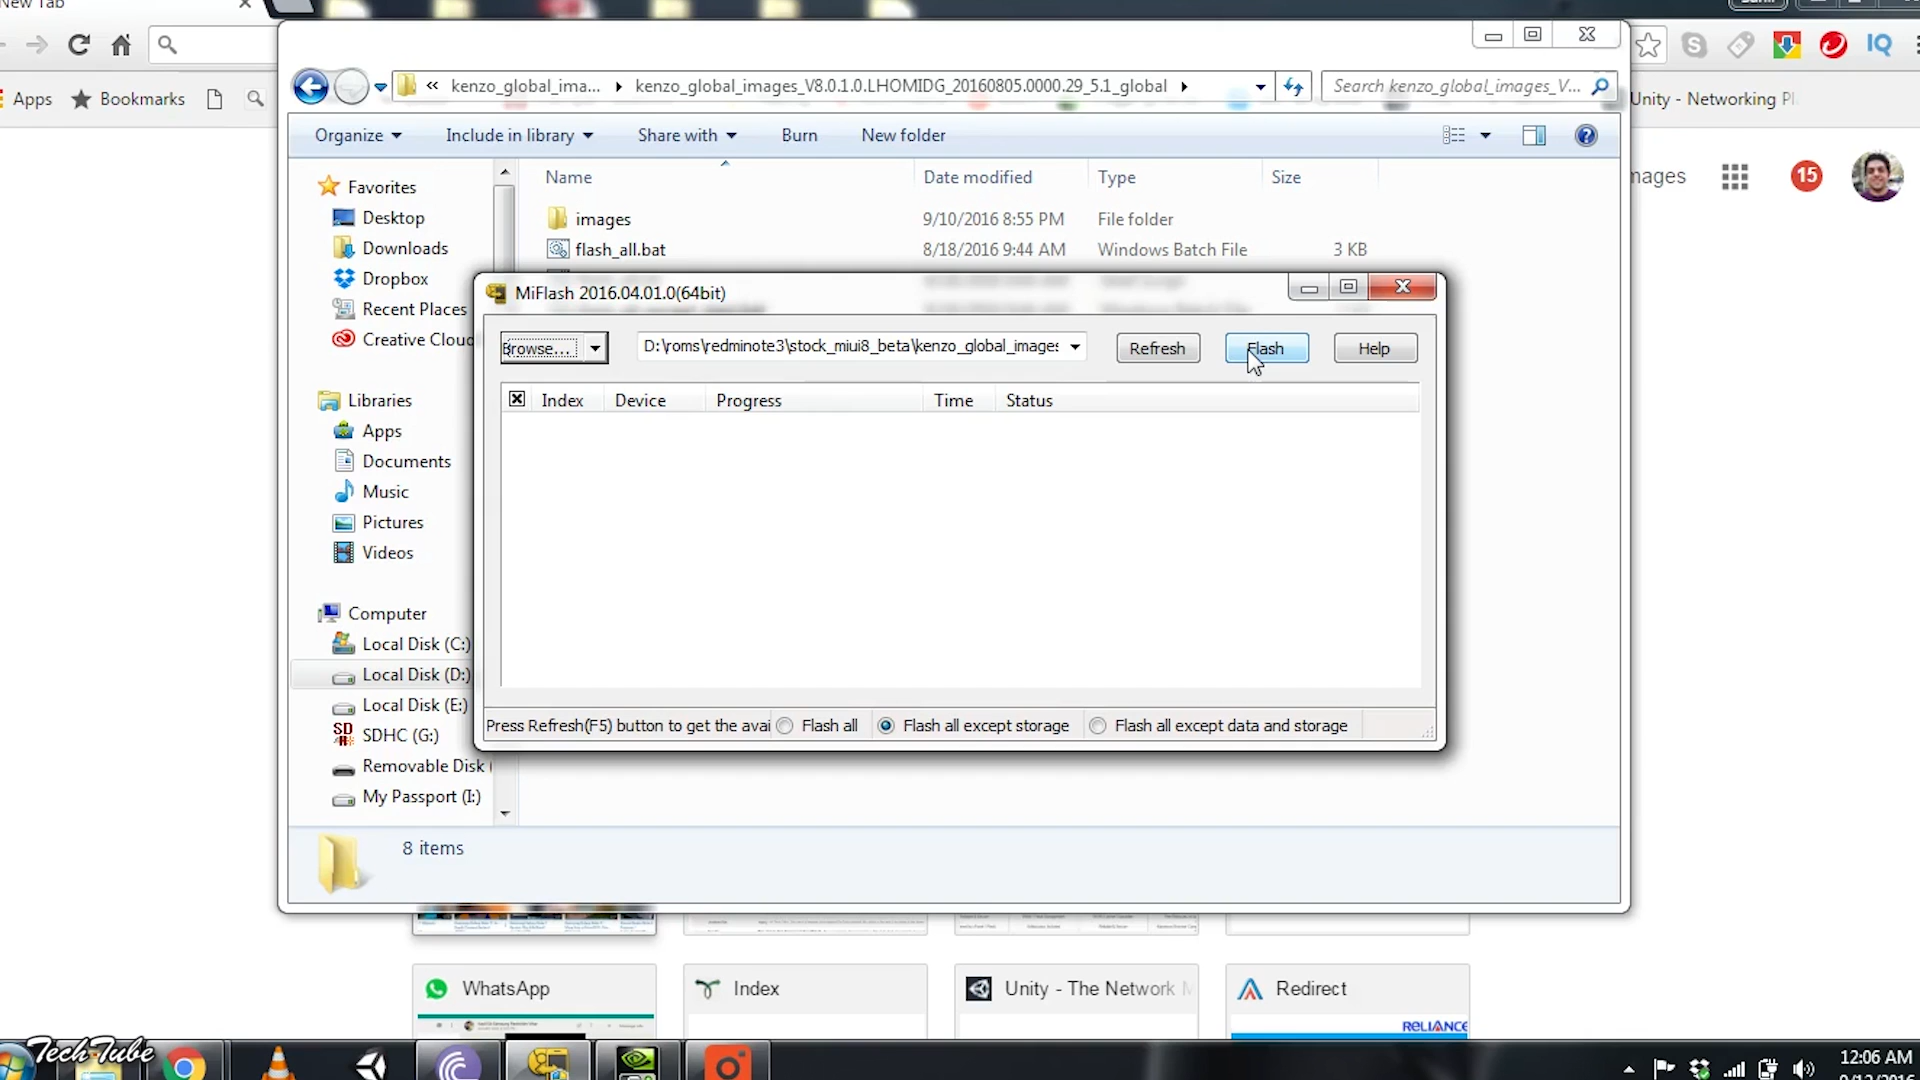 New Tab
Apps
Bookmarks
Unity - Networking Pl
mages
15
IQ
« kenzo_global_ima...
kenzo_global_images_V8.0.1.0.LHOMIDG_20160805.0000.29_5.1_global
Search kenzo_global_images_V...
Organize
Include in library
Share with
Burn
New folder
Name
Date modified
Type
Size
images
9/10/2016 8:55 PM
File folder
flash_all.bat
8/18/2016 9:44 AM
Windows Batch File
3 KB
Favorites
Desktop
Downloads
Dropbox
Recent Places
Creative Cloud
Libraries
Apps
Documents
Music
Pictures
Videos
Computer
Local Disk (C:)
Local Disk (D:)
Local Disk (E:)
SDHC (G:)
Removable Disk (
My Passport (I:)
MiFlash 2016.04.01.0(64bit)
Browse...
D:\roms\redminote3\stock_miui8_beta\kenzo_global_images
Refresh
Flash
Help
Index
Device
Progress
Time
Status
Press Refresh(F5) button to get the avai
Flash all
Flash all except storage
Flash all except data and storage
8 items
WhatsApp
Index
Unity - The Network M
Redirect
RELIANCE
TechTube
12:06 AM